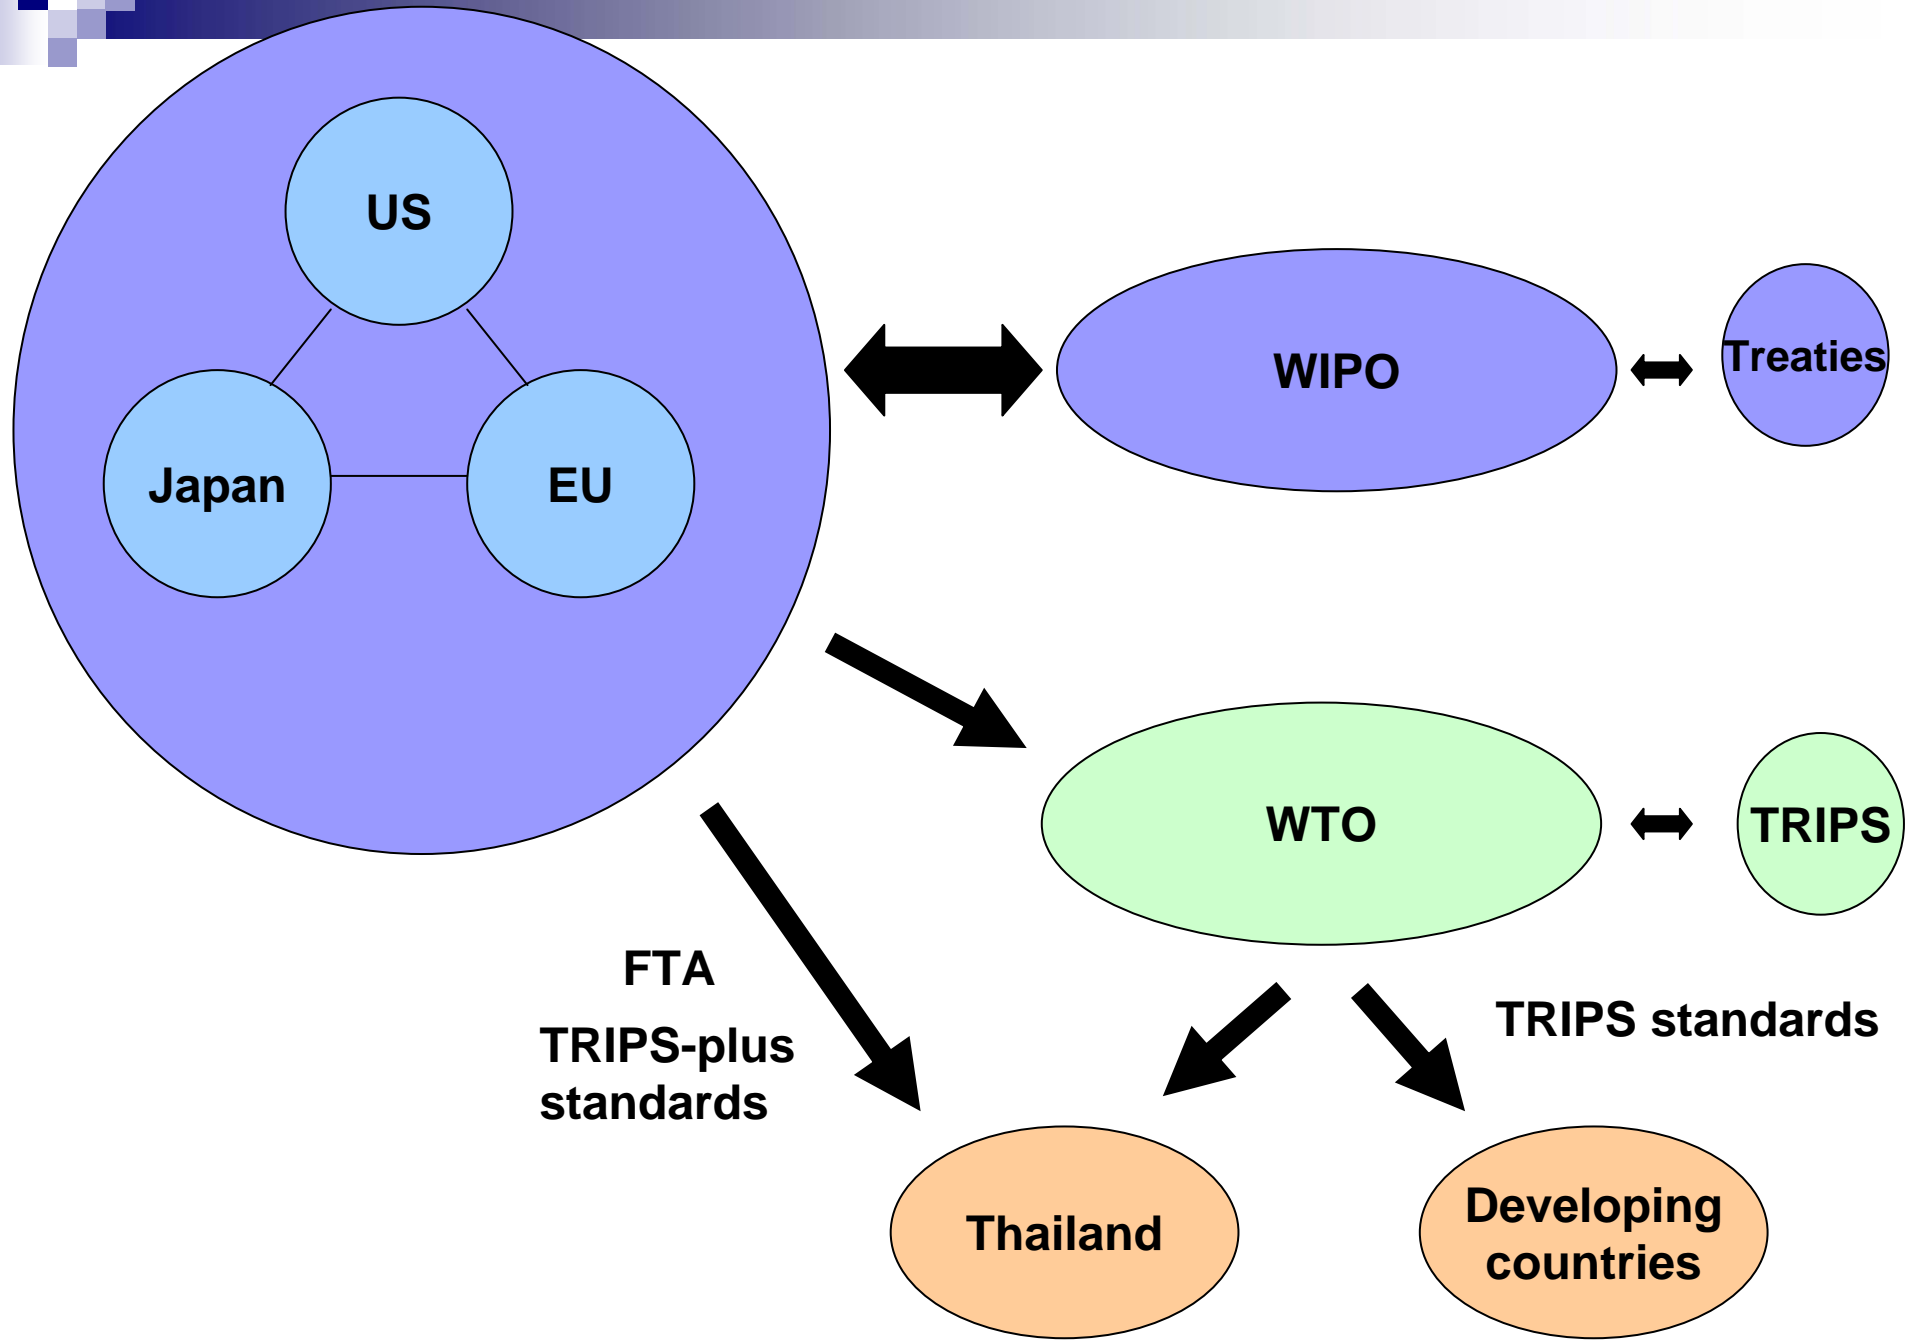 US
Japan
EU
WIPO
Treaties
WTO
TRIPS
FTA
TRIPS-plus
standards
TRIPS standards
Thailand
Developing
countries